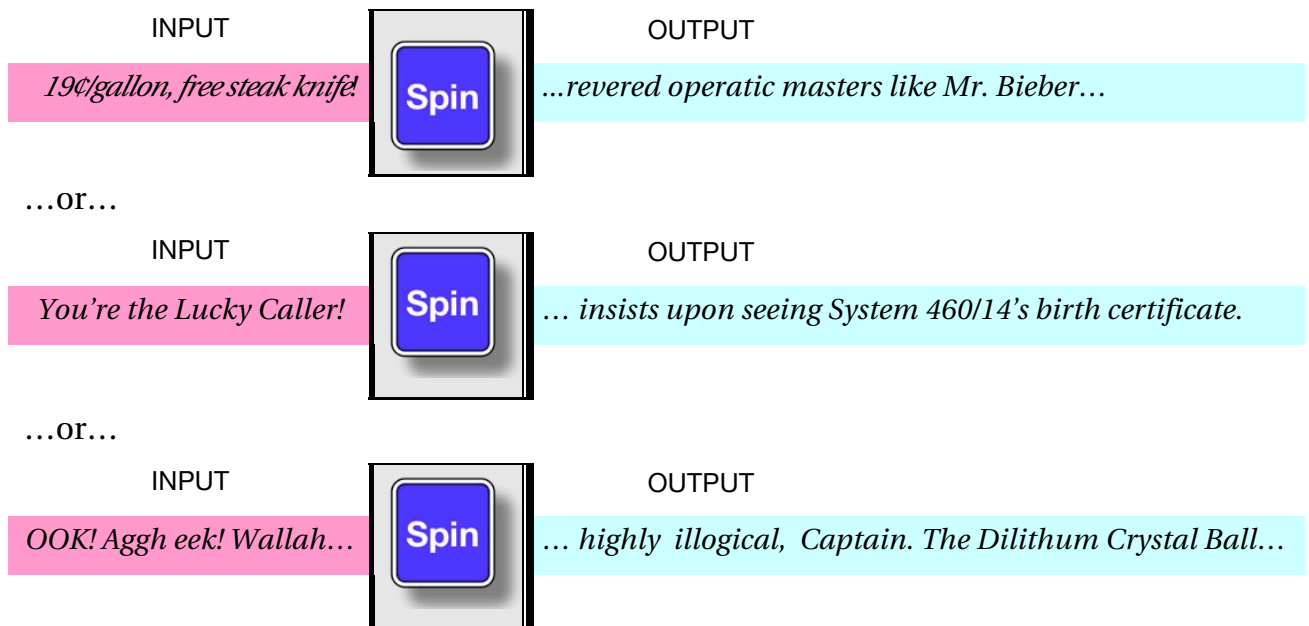 INPUT OUTPUT
19¢/gallon, free steak knife! Spin ...revered operatic masters like Mr. Bieber…
…or…
INPUT OUTPUT
You’re the Lucky Caller! Spin … insists upon seeing System 460/14’s birth certificate.
…or…
INPUT OUTPUT
OOK! Aggh eek! Wallah… Spin … highly illogical, Captain. The Dilithum Crystal Ball…